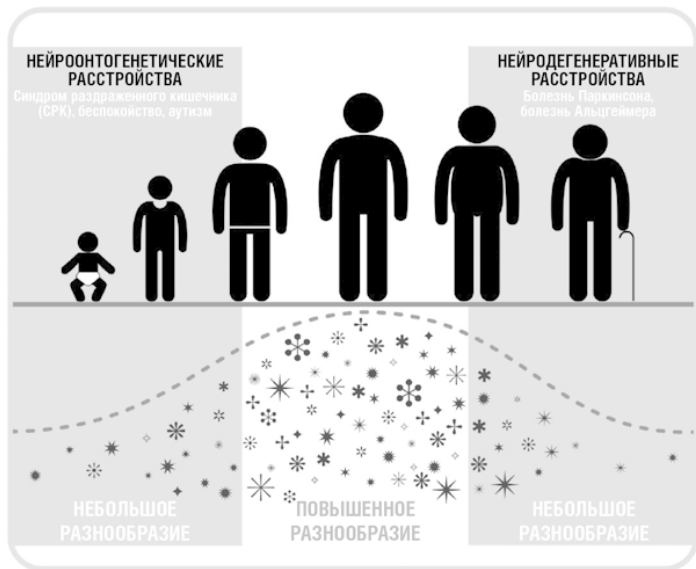 НЕЙРООНТОГЕНЕТИЧЕСКИЕ
РАССТРОЙСТВА
Синдром раздраженного кишечника
(СРК), беспокойство, аутизм
НЕЙРОДЕГЕНЕРАТИВНЫЕ
РАССТРОЙСТВА
Болезнь Паркинсона,
болезнь Альцгеймера
НЕБОЛЬШОЕ
РАЗНООБРАЗИЕ
ПОВЫШЕННОЕ
РАЗНООБРАЗИЕ
НЕБОЛЬШОЕ
РАЗНООБРАЗИЕ